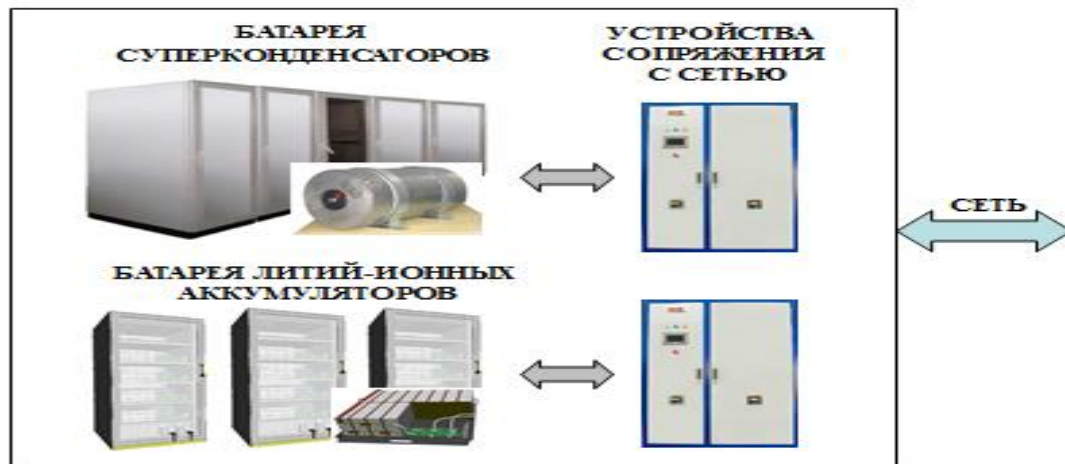 БАТАРЕЯ
СУПЕРКОНДЕНСАТОРОВ
УСТРОЙСТВА
СОПРЯЖЕНИЯ
С СЕТЬЮ
СЕТЬ
БАТАРЕЯ ЛИТИЙ-ИОННЫХ
АККУМУЛЯТОРОВ